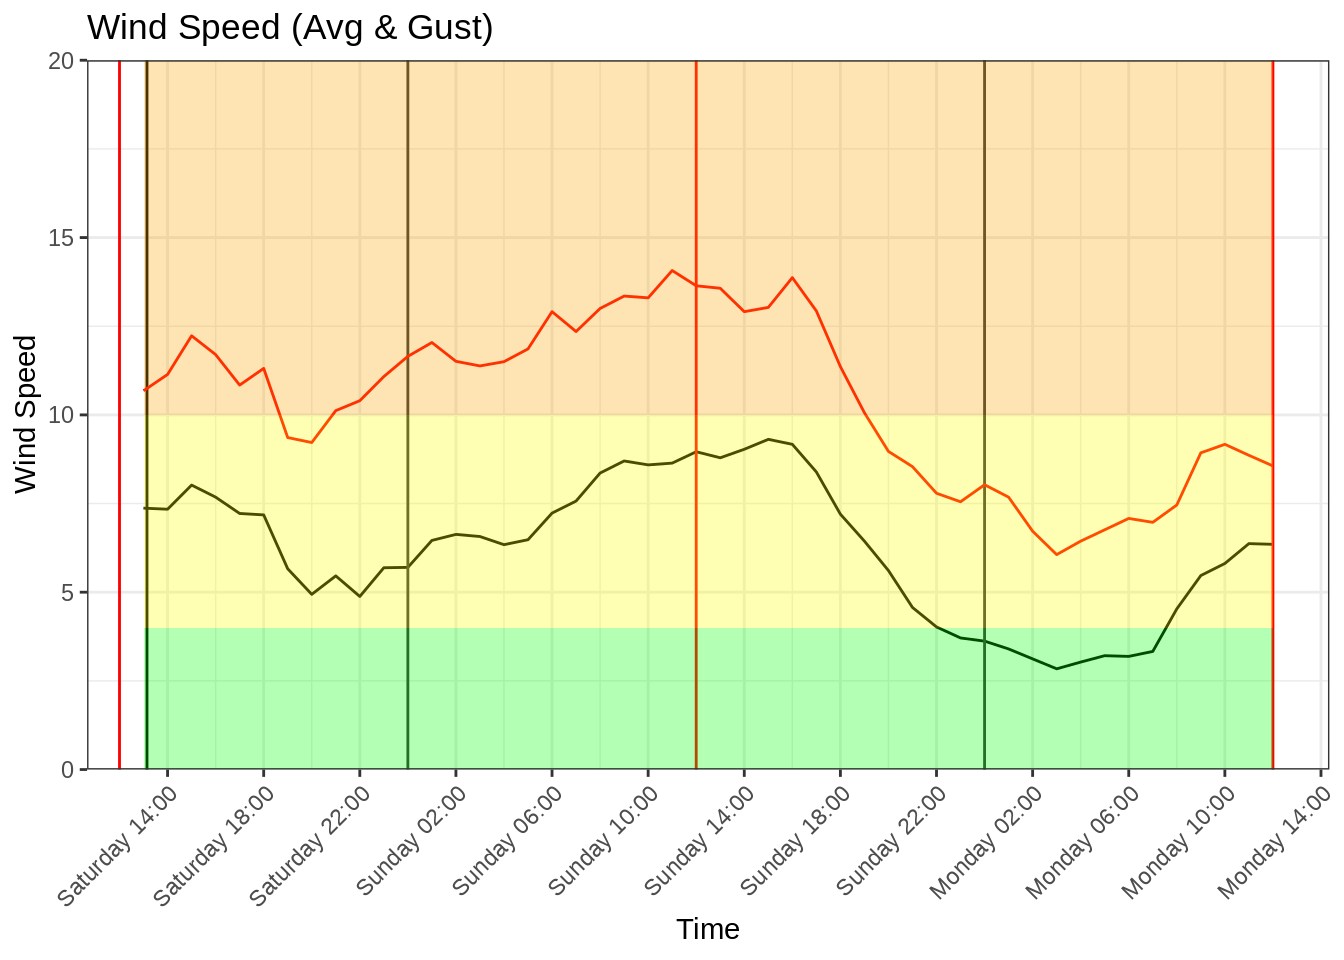 Wind Speed (Avg & Gust)
20
15
10
5
0
Wind Speed
Saturday 14:00
Saturday 18:00
Saturday 22:00
Sunday 02:00
Sunday 06:00
Sunday 10:00
Sunday 14:00
Sunday 18:00
Sunday 22:00
Monday 02:00
Monday 06:00
Monday 10:00
Monday 14:00
Time